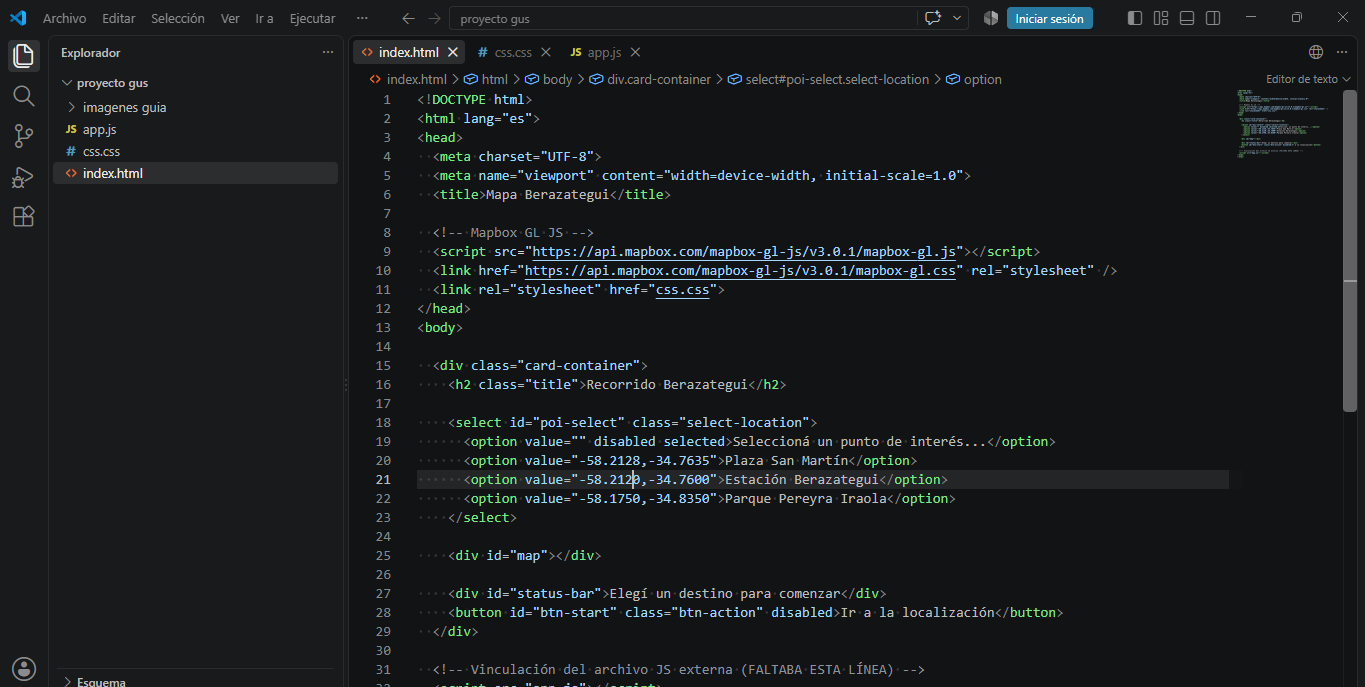 Archivo Editar Selección Ver Ir a Ejecutar ··· proyecto gus Iniciar sesión
Explorador ···
index.html # css.css JS app.js
index.html > html > body > div.card-container > select#poi-select.select-location > option
Editor de texto
proyecto gus
imagenes guia
JS app.js
# css.css
<> index.html
Esquema
1 <!DOCTYPE html>
2 <html lang="es">
3 <head>
4 <meta charset="UTF-8">
5 <meta name="viewport" content="width=device-width, initial-scale=1.0">
6 <title>Mapa Berazategui</title>
7
8 <!-- Mapbox GL JS -->
9 <script src="https://api.mapbox.com/mapbox-gl-js/v3.0.1/mapbox-gl.js"></script>
10 <link href="https://api.mapbox.com/mapbox-gl-js/v3.0.1/mapbox-gl.css" rel="stylesheet" />
11 <link rel="stylesheet" href="css.css">
12 </head>
13 <body>
14
15 <div class="card-container">
16 <h2 class="title">Recorrido Berazategui</h2>
17
18 <select id="poi-select" class="select-location">
19 <option value="" disabled selected>Seleccioná un punto de interés...</option>
20 <option value="-58.2128,-34.7635">Plaza San Martín</option>
21 <option value="-58.2120,-34.7600">Estación Berazategui</option>
22 <option value="-58.1750,-34.8350">Parque Pereyra Iraola</option>
23 </select>
24
25 <div id="map"></div>
26
27 <div id="status-bar">Elegí un destino para comenzar</div>
28 <button id="btn-start" class="btn-action" disabled>Ir a la localización</button>
29 </div>
30
31 <!-- Vinculación del archivo JS externa (FALTABA ESTA LÍNEA) -->